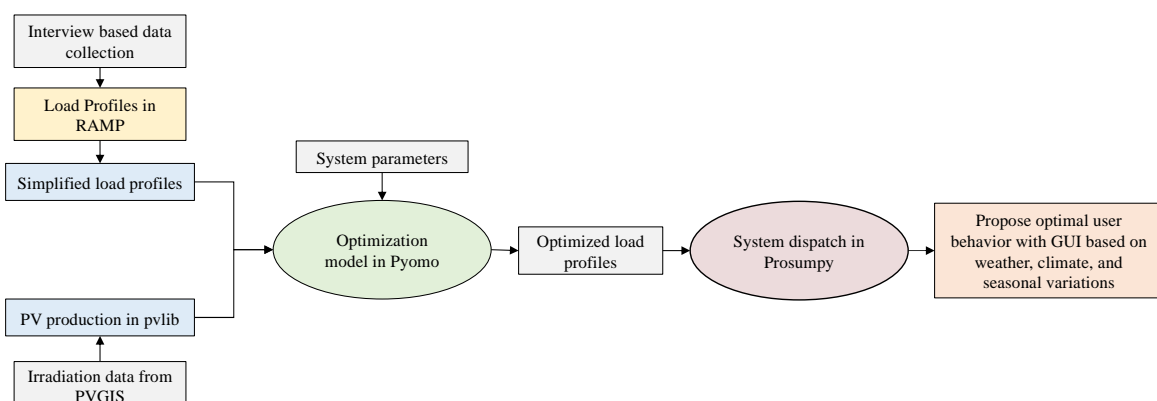 Interview based data
collection
Load Profiles in
RAMP
Simplified load profiles
System parameters
Optimization
model in Pyomo
Optimized load
profiles
System dispatch in
Prosumpy
Propose optimal user
behavior with GUI based on
weather, climate, and
seasonal variations
PV production in pvlib
Irradiation data from
PVGIS